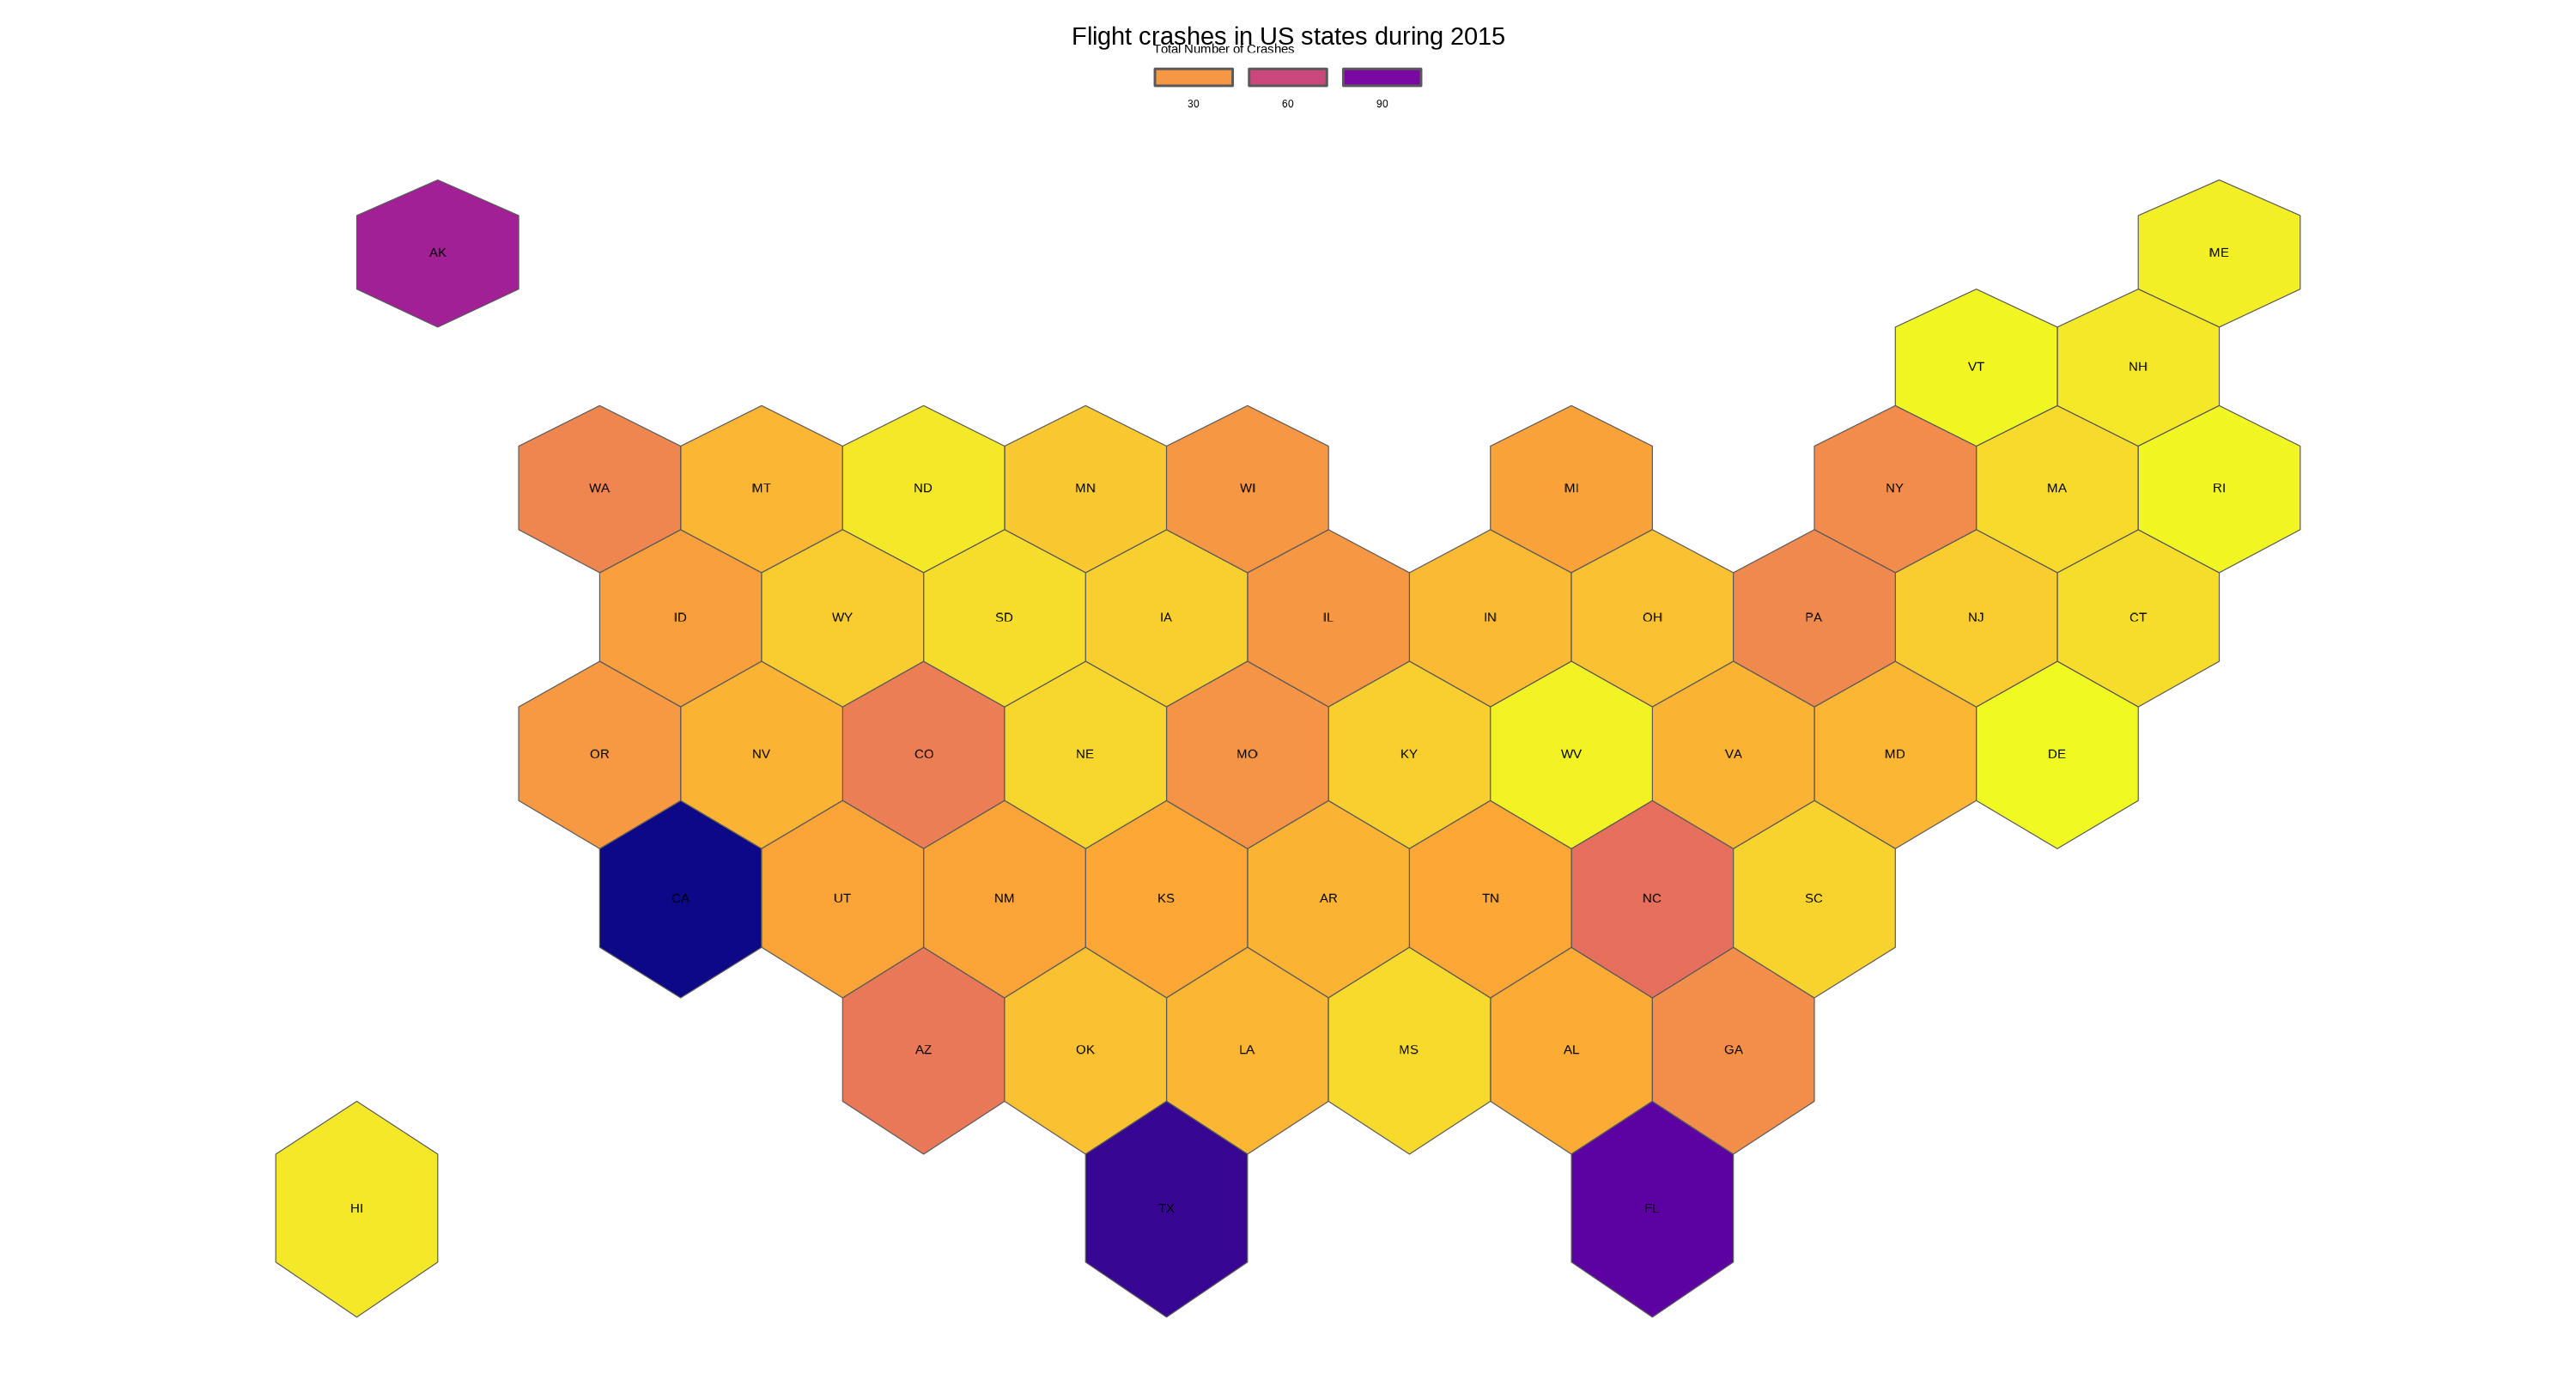 Flight crashes in US states during 2015
Total Number of Crashes
30 60 90
AK ME
VT NH
WA MT ND MN WI MI NY MA RI
ID WY SD IA IL IN OH PA NJ CT
OR NV CO NE MO KY WV VA MD DE
CA UT NM KS AR TN NC SC
AZ OK LA MS AL GA
HI TX FL